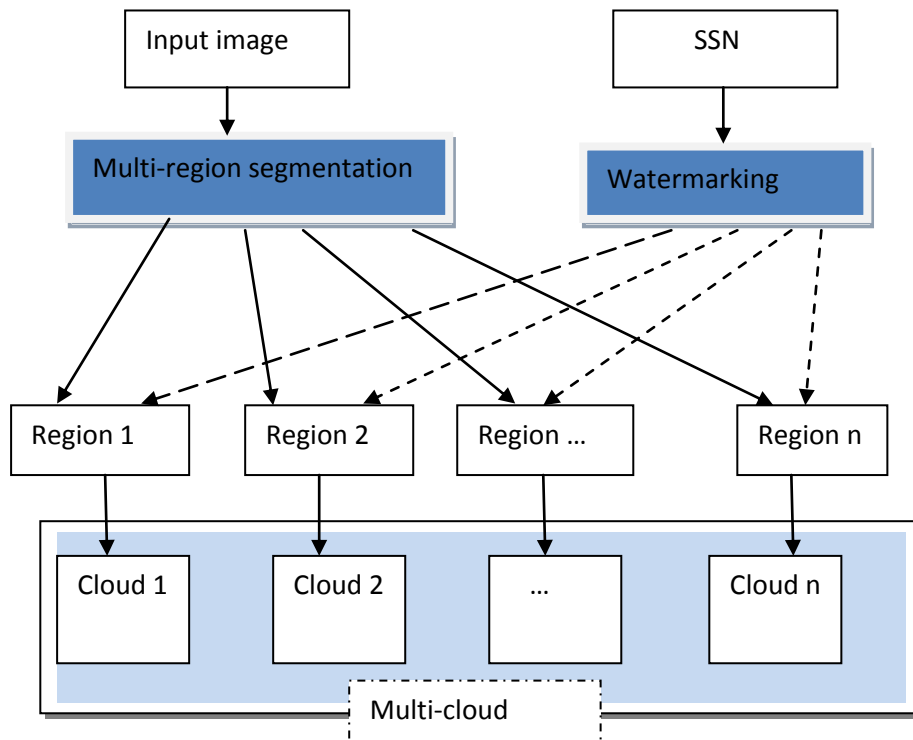 Input image
SSN
Multi-region segmentation
Watermarking
Region 1
Region 2
Region …
Region n
Cloud 1
Cloud 2
…
Cloud n
Multi-cloud